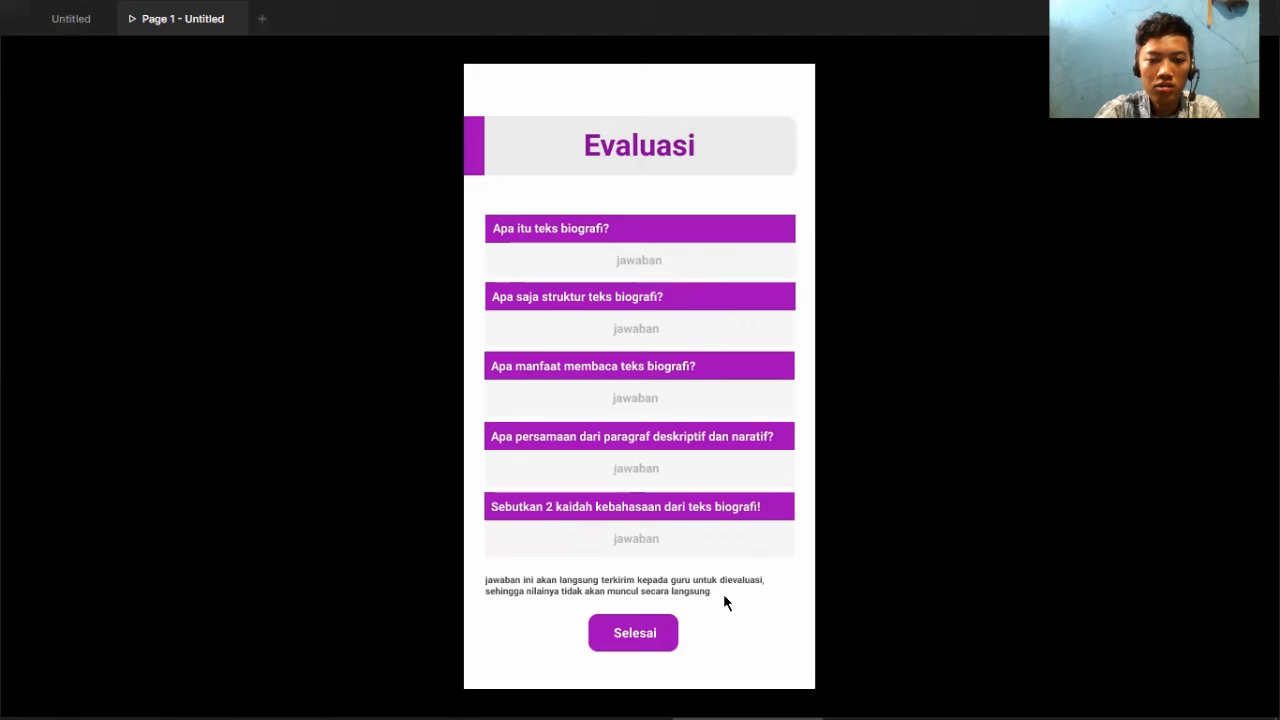 Untitled
Page 1 - Untitled
Evaluasi
Apa itu teks biografi?
jawaban
Apa saja struktur teks biografi?
jawaban
Apa manfaat membaca teks biografi?
jawaban
Apa persamaan dari paragraf deskriptif dan naratif?
jawaban
Sebutkan 2 kaidah kebahasaan dari teks biografi!
jawaban
jawaban ini akan langsung terkirim kepada guru untuk dievaluasi,
sehingga nilainya tidak akan muncul secara langsung
Selesai